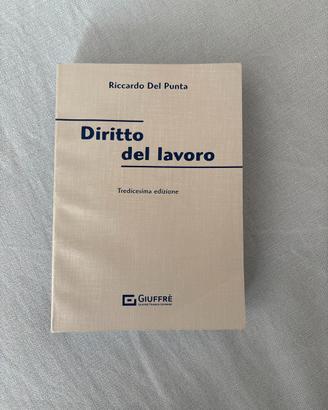 Riccardo Del Punta
Diritto
del lavoro
Tredicesima edizione
GIUFFRÈ